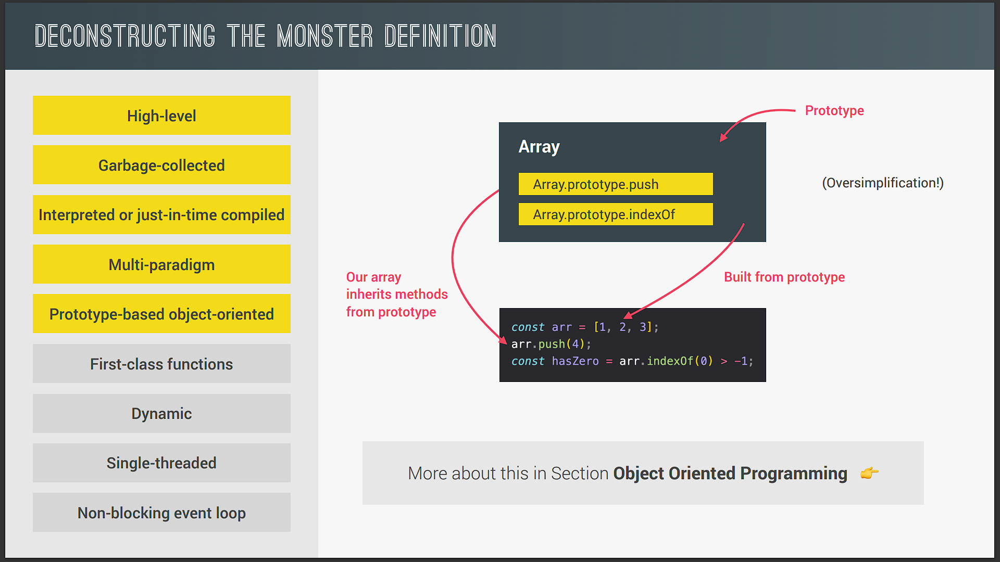 DECONSTRUCTING THE MONSTER DEFINITION
High-level
Garbage-collected
Interpreted or just-in-time compiled
Multi-paradigm
Prototype-based object-oriented
First-class functions
Dynamic
Single-threaded
Non-blocking event loop
Prototype
Array
Array.prototype.push
Array.prototype.indexOf
(Oversimplification!)
Our array
inherits methods
from prototype
Built from prototype
const arr = [1, 2, 3];
arr.push(4);
const hasZero = arr.indexOf(0) > -1;
More about this in Section Object Oriented Programming 👉